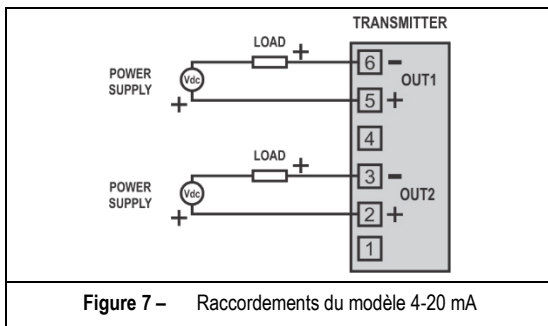 TRANSMITTER
LOAD +
6 −
POWER SUPPLY
Vdc
OUT1
+
5 +
4
LOAD +
3 −
POWER SUPPLY
Vdc
OUT2
+
2 +
1
Figure 7 – Raccordements du modèle 4-20 mA